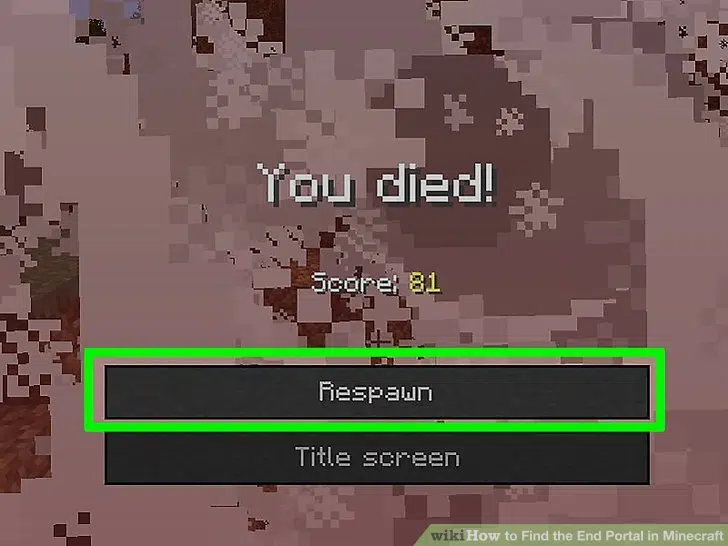 You died!
Score: 81
Respawn
Title screen
wikiHow to Find the End Portal in Minecraft